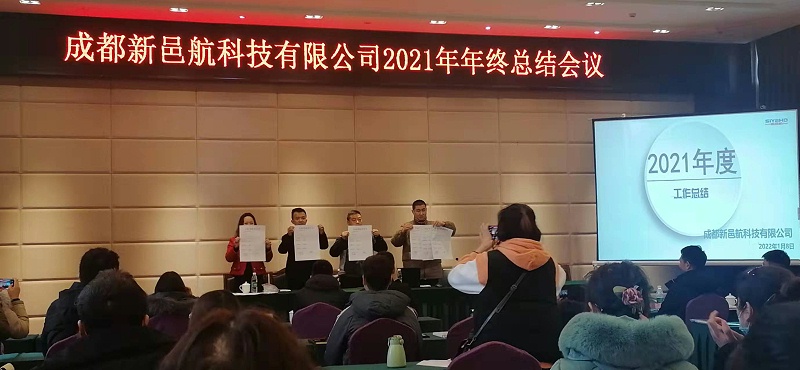 成都新邑航科技有限公司2021年年终总结会议
2021年度
工作总结
成都新邑航科技有限公司
2022年1月8日